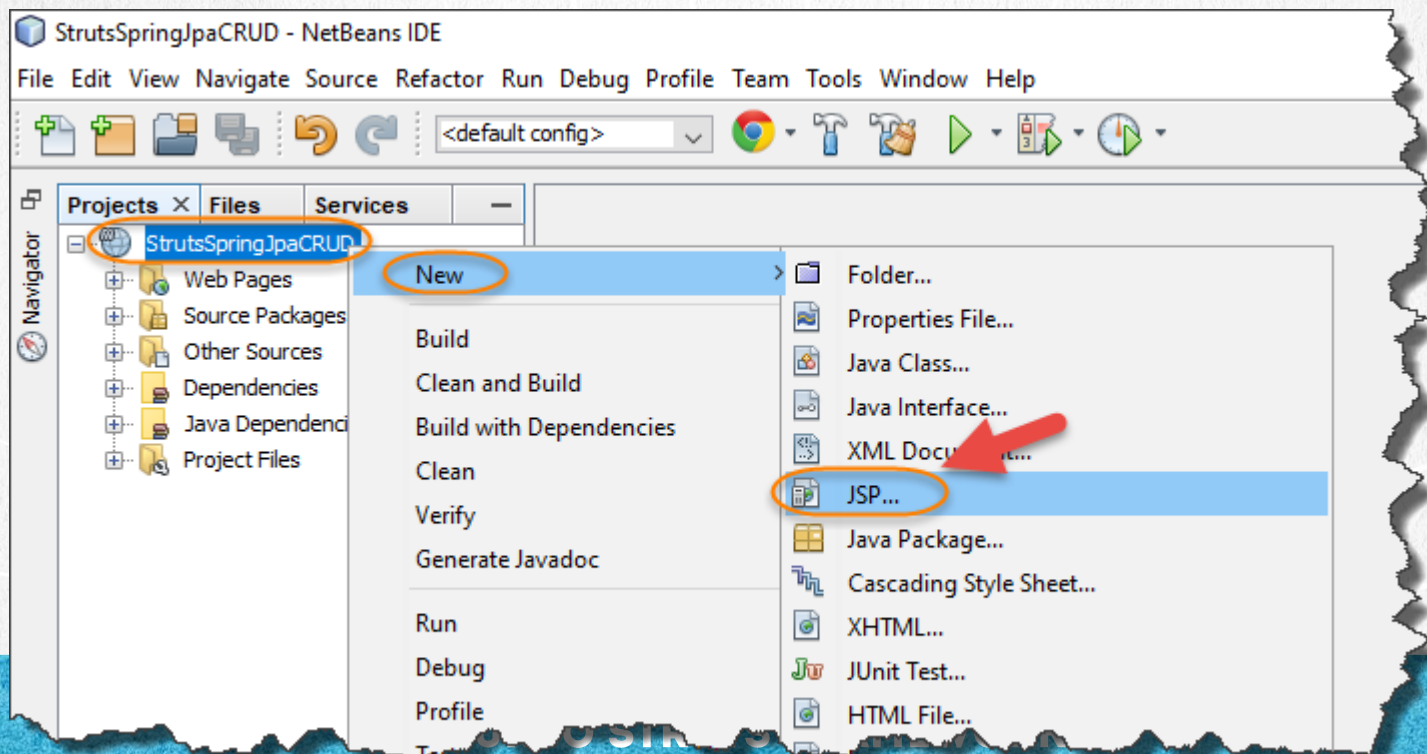 StrutsSpringJpaCRUD - NetBeans IDE
File Edit View Navigate Source Refactor Run Debug Profile Team Tools Window Help
<default config>
Projects Files Services
Navigator
StrutsSpringJpaCRUD
Web Pages
Source Packages
Other Sources
Dependencies
Java Dependenci
Project Files
New
Build
Clean and Build
Build with Dependencies
Clean
Verify
Generate Javadoc
Run
Debug
Profile
Folder...
Properties File...
Java Class...
Java Interface...
XML
JSP...
Java Package...
Cascading Style Sheet...
XHTML...
JUnit Test...
HTML File...